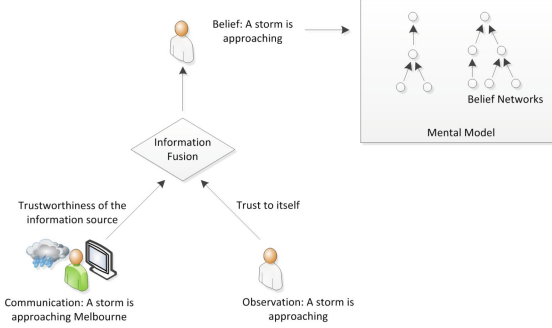 Belief: A storm is
approaching
Belief Networks
Mental Model
Information
Fusion
Trustworthiness of the
information source
Trust to itself
Communication: A storm is
approaching Melbourne
Observation: A storm is
approaching